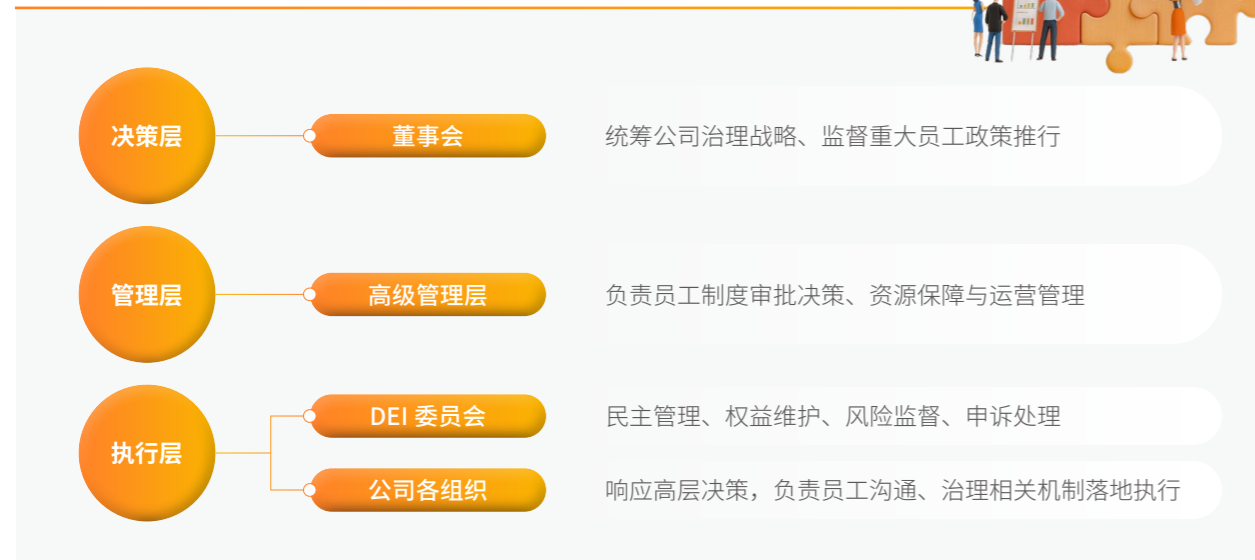 决策层
董事会
统筹公司治理战略、监督重大员工政策推行
管理层
高级管理层
负责员工制度审批决策、资源保障与运营管理
执行层
DEI 委员会
民主管理、权益维护、风险监督、申诉处理
公司各组织
响应高层决策，负责员工沟通、治理相关机制落地执行